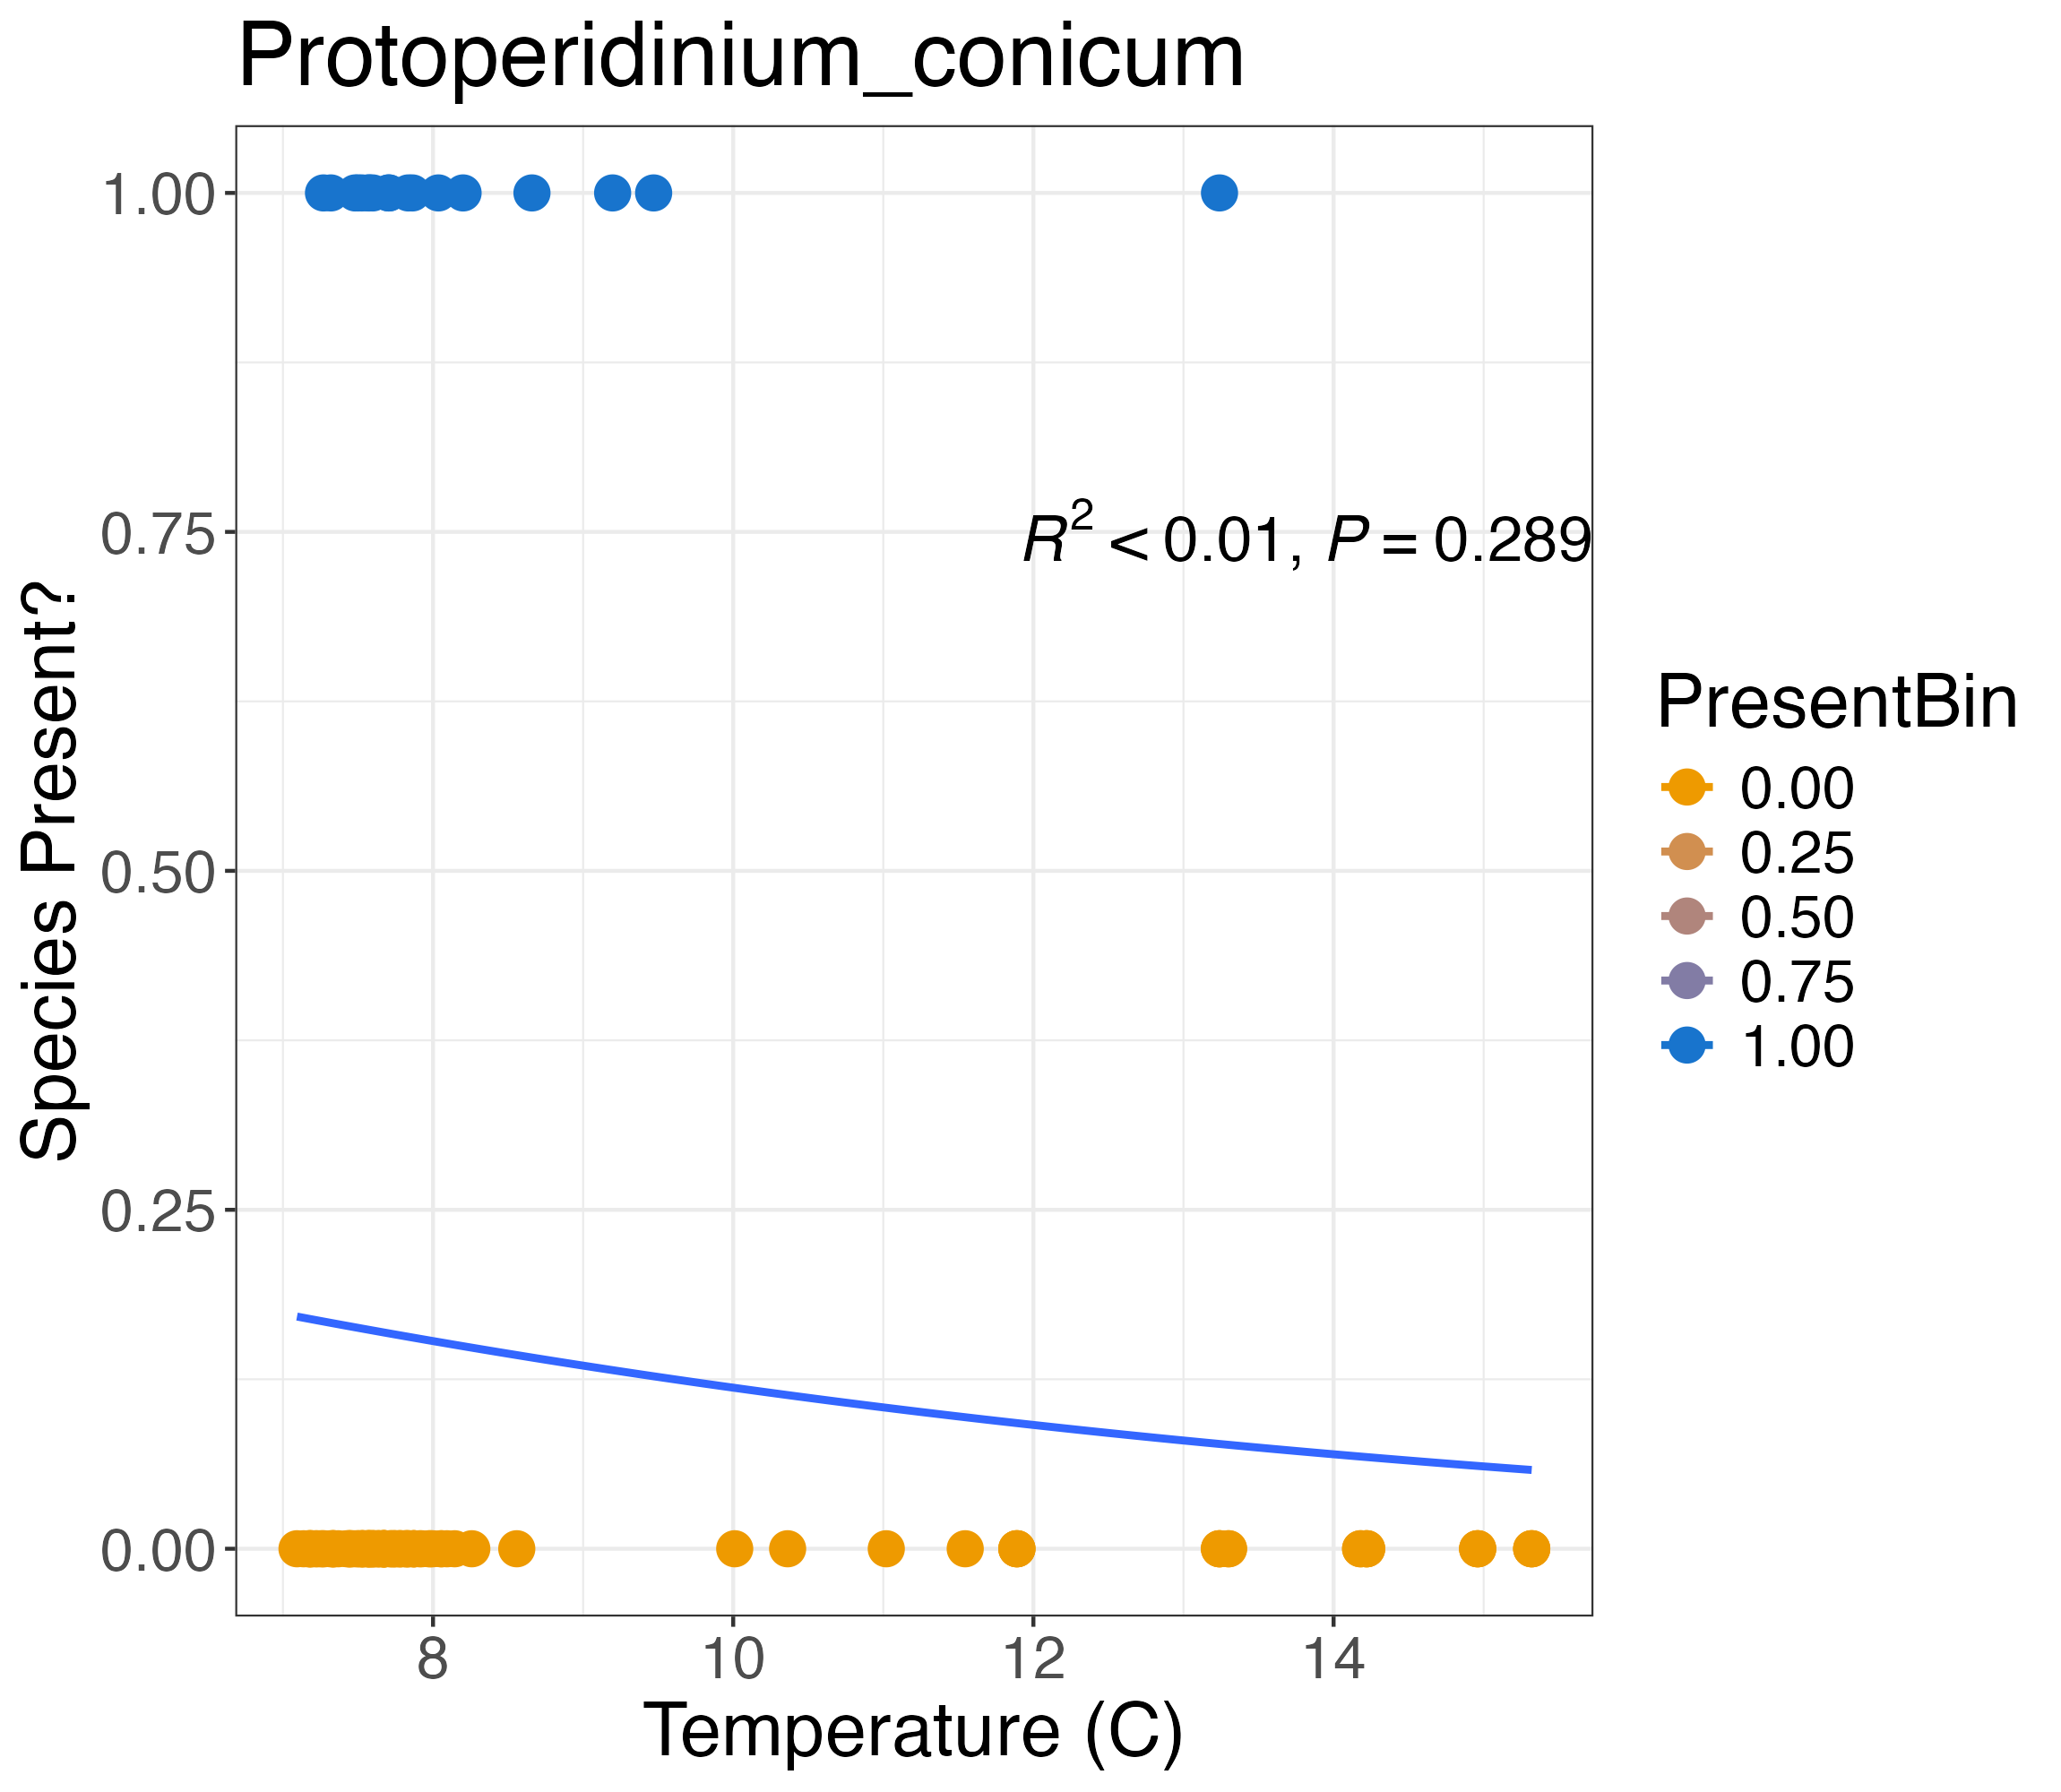 Protoperidinium_conicum
1.00
0.75
0.50
0.25
0.00
Species Present?
R² < 0.01, P = 0.289
8 10 12 14
Temperature (C)
PresentBin
0.00
0.25
0.50
0.75
1.00